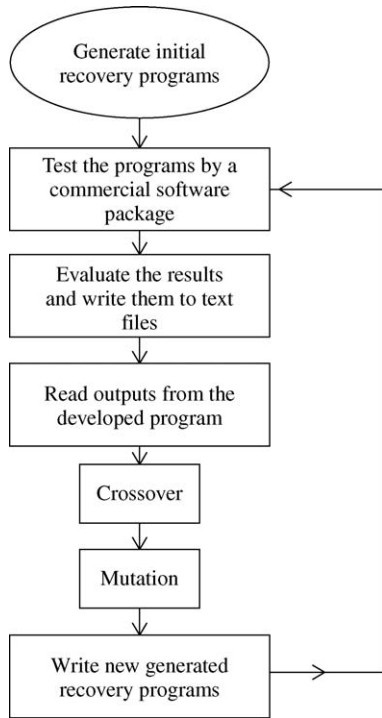 Generate initial
recovery programs
Test the programs by a
commercial software
package
Evaluate the results
and write them to text
files
Read outputs from the
developed program
Crossover
Mutation
Write new generated
recovery programs